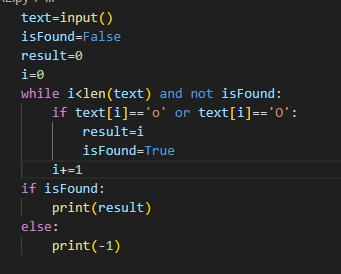 text=input()
isFound=False
result=0
i=0
while i<len(text) and not isFound:
    if text[i]=='o' or text[i]=='O':
        result=i
        isFound=True
    i+=1
if isFound:
    print(result)
else:
    print(-1)